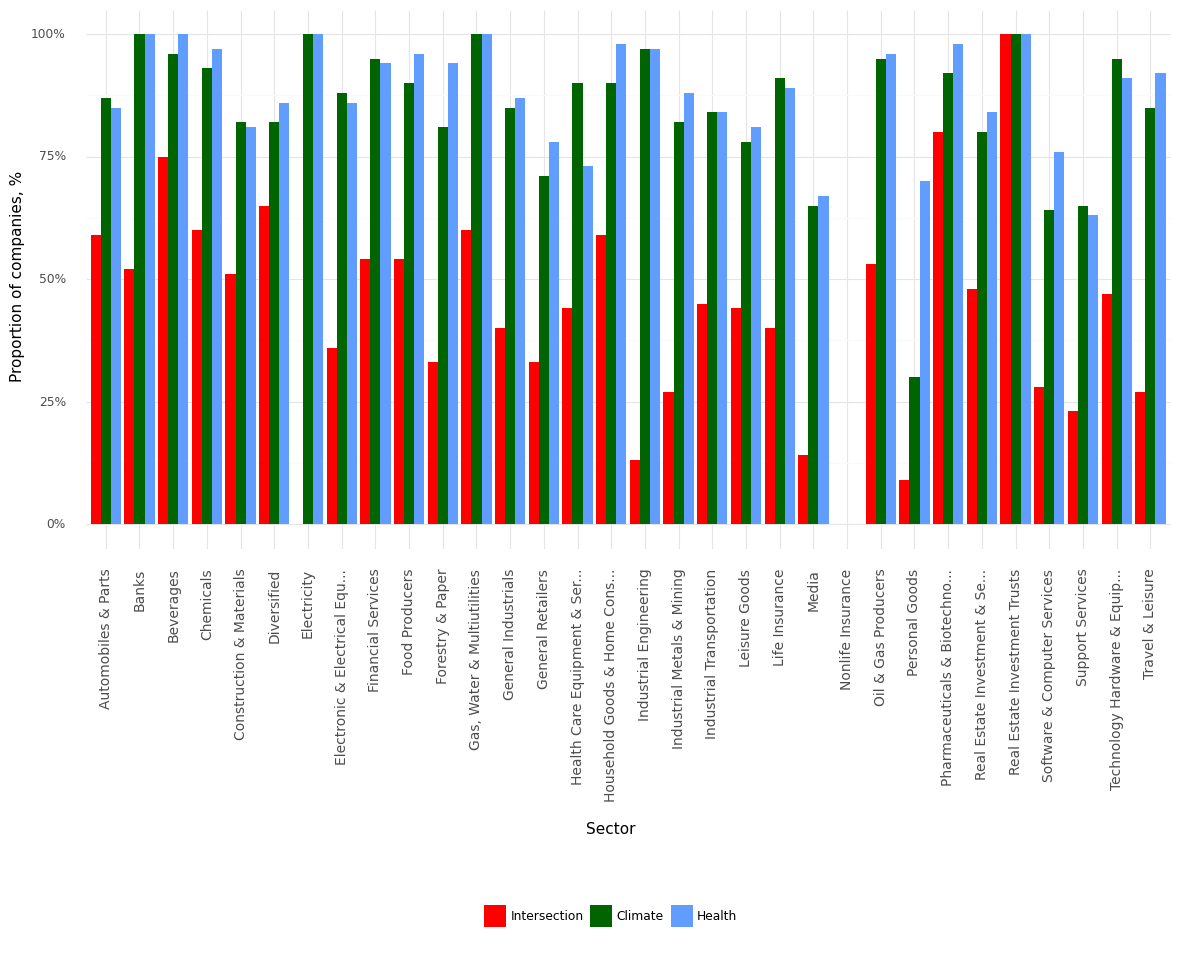 Proportion of companies, %
100%
75%
50%
25%
0%
Automobiles & Parts
Banks
Beverages
Chemicals
Construction & Materials
Diversified
Electricity
Electronic & Electrical Equ...
Financial Services
Food Producers
Forestry & Paper
Gas, Water & Multiutilities
General Industrials
General Retailers
Health Care Equipment & Ser...
Household Goods & Home Cons...
Industrial Engineering
Industrial Metals & Mining
Industrial Transportation
Leisure Goods
Life Insurance
Media
Nonlife Insurance
Oil & Gas Producers
Personal Goods
Pharmaceuticals & Biotechno...
Real Estate Investment & Se...
Real Estate Investment Trusts
Software & Computer Services
Support Services
Technology Hardware & Equip...
Travel & Leisure
Sector
Intersection Climate Health